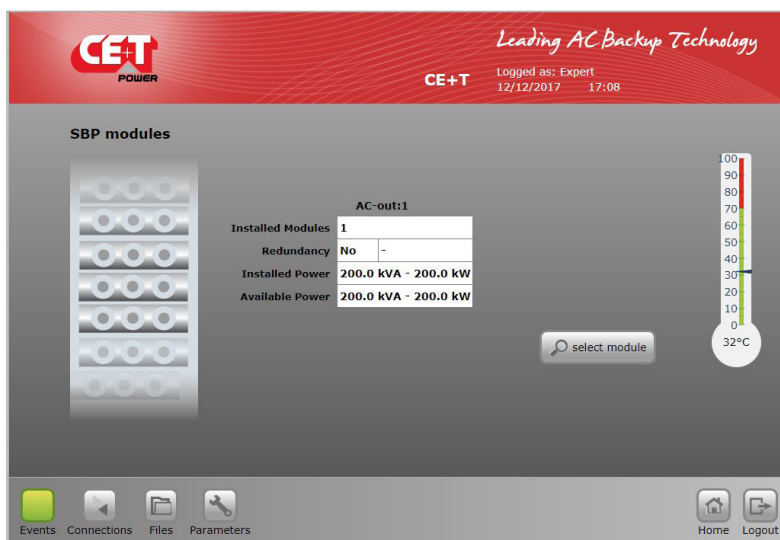 CE+T
POWER
Leading AC Backup Technology
CE+T
Logged as: Expert
12/12/2017 17:08
SBP modules
AC-out:1
Installed Modules 1
Redundancy No -
Installed Power 200.0 kVA - 200.0 kW
Available Power 200.0 kVA - 200.0 kW
select module
100
90
80
70
60
50
40
30
20
10
0
32°C
Events Connections Files Parameters Home Logout